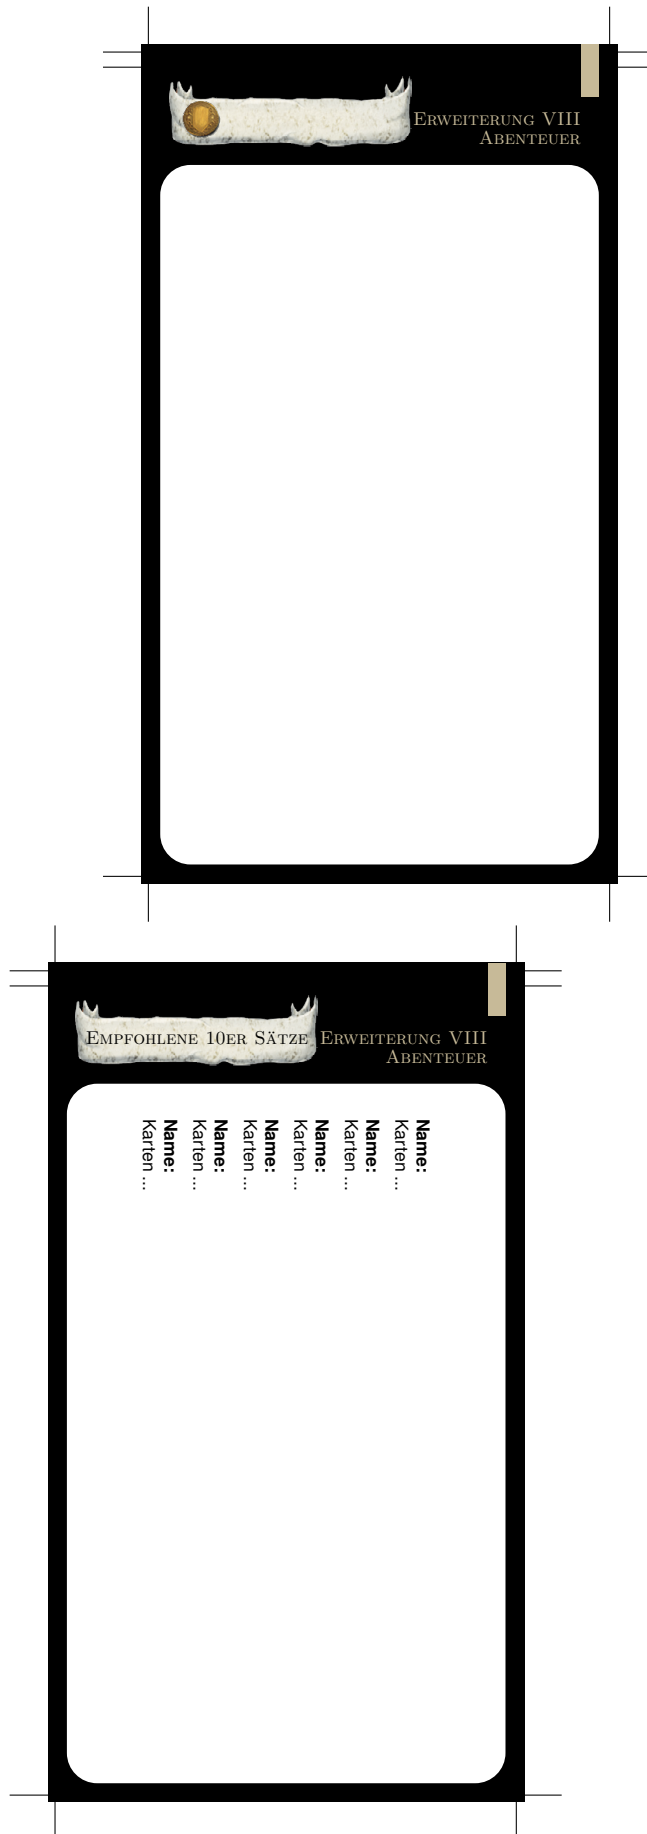 Erweiterung VIII
Abenteuer
Empfohlene 10er Sätze
Erweiterung VIII
Abenteuer
Name:
Karten ...
Name:
Karten ...
Name:
Karten ...
Name:
Karten ...
Name:
Karten ...
Name:
Karten ...